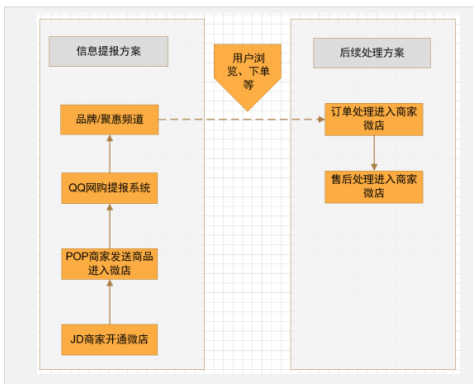 信息提报方案
用户浏
览、下单
等
后续处理方案
品牌/聚惠频道
订单处理进入商家
微店
QQ网购提报系统
售后处理进入商家
微店
POP商家发送商品
进入微店
JD商家开通微店